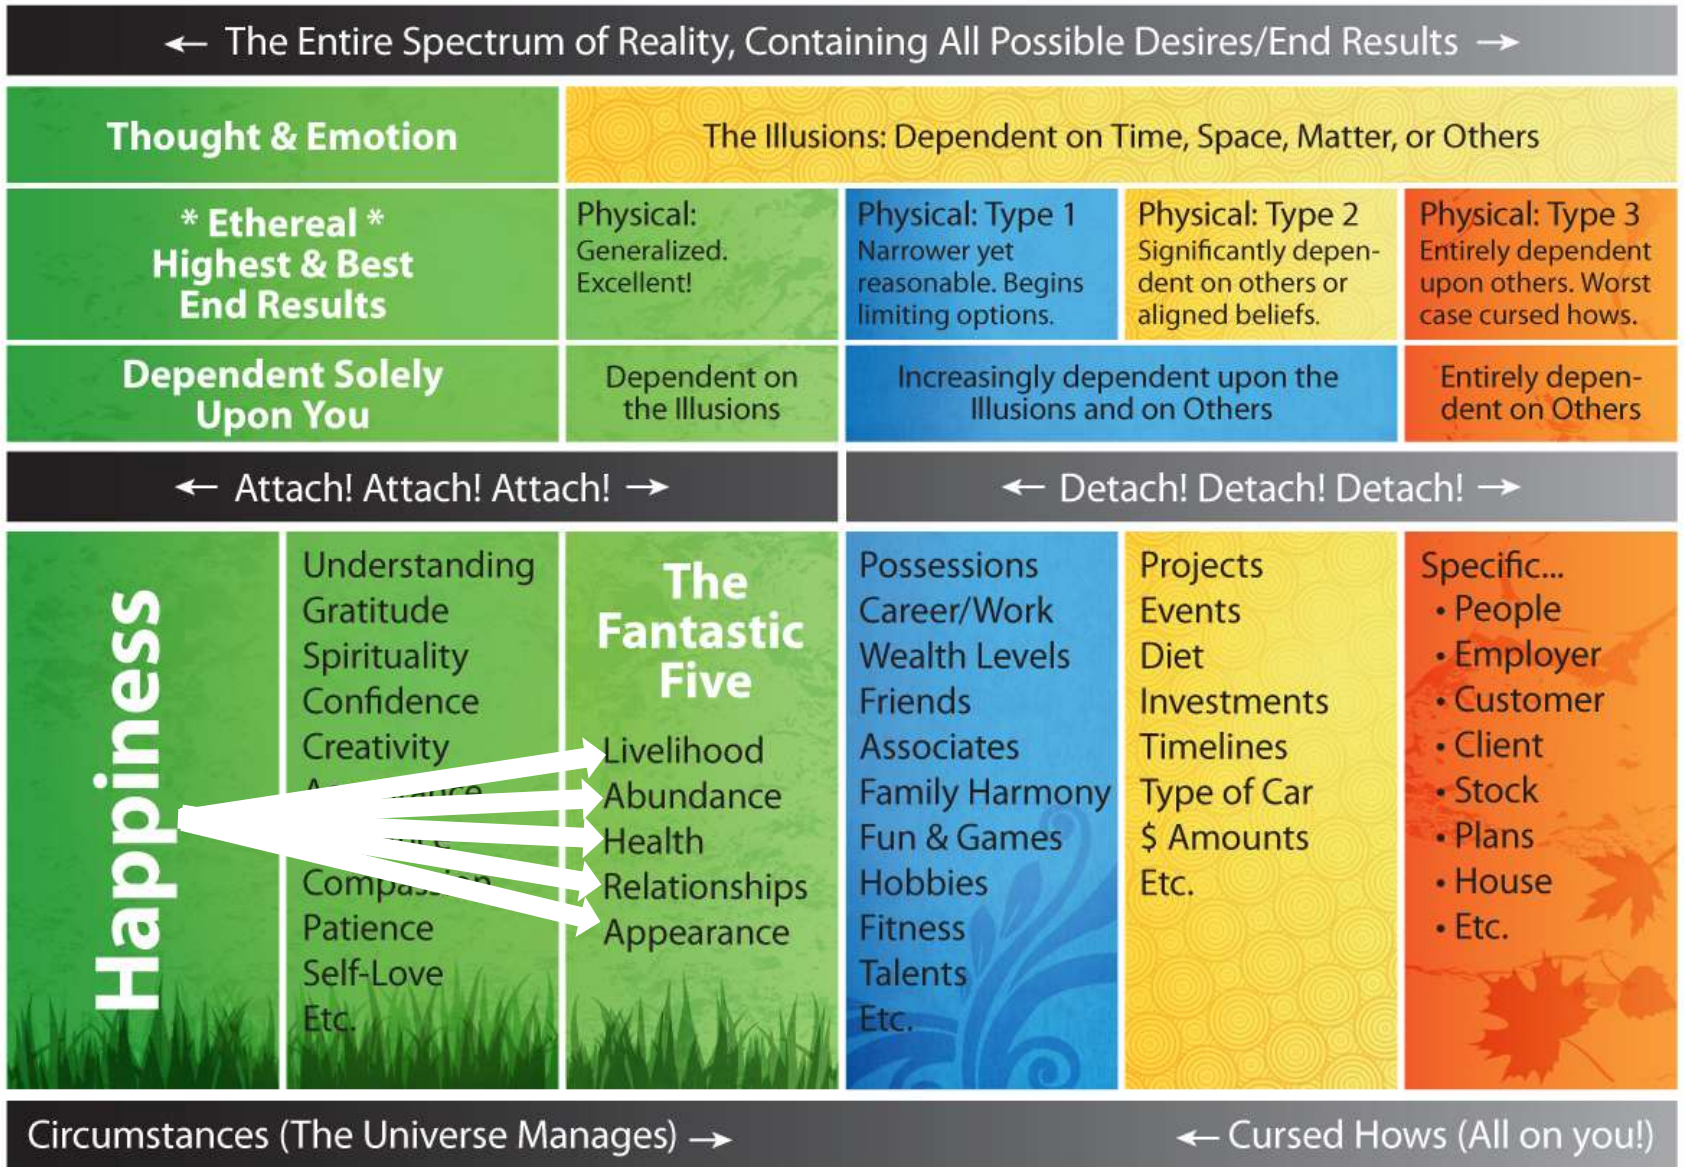 ← The Entire Spectrum of Reality, Containing All Possible Desires/End Results →
Thought & Emotion
The Illusions: Dependent on Time, Space, Matter, or Others
* Ethereal *
Highest & Best
End Results
Physical:
Generalized.
Excellent!
Physical: Type 1
Narrower yet
reasonable. Begins
limiting options.
Physical: Type 2
Significantly depen-
dent on others or
aligned beliefs.
Physical: Type 3
Entirely dependent
upon others. Worst
case cursed hows.
Dependent Solely
Upon You
Dependent on
the Illusions
Increasingly dependent upon the
Illusions and on Others
Entirely depen-
dent on Others
← Attach! Attach! Attach! →
← Detach! Detach! Detach! →
Happiness
Understanding
Gratitude
Spirituality
Confidence
Creativity
Compassion
Patience
Self-Love
Etc.
The
Fantastic
Five
Livelihood
Abundance
Health
Relationships
Appearance
Possessions
Career/Work
Wealth Levels
Friends
Associates
Family Harmony
Fun & Games
Hobbies
Fitness
Talents
Etc.
Projects
Events
Diet
Investments
Timelines
Type of Car
$ Amounts
Etc.
Specific...
• People
• Employer
• Customer
• Client
• Stock
• Plans
• House
• Etc.
Circumstances (The Universe Manages) →
← Cursed Hows (All on you!)